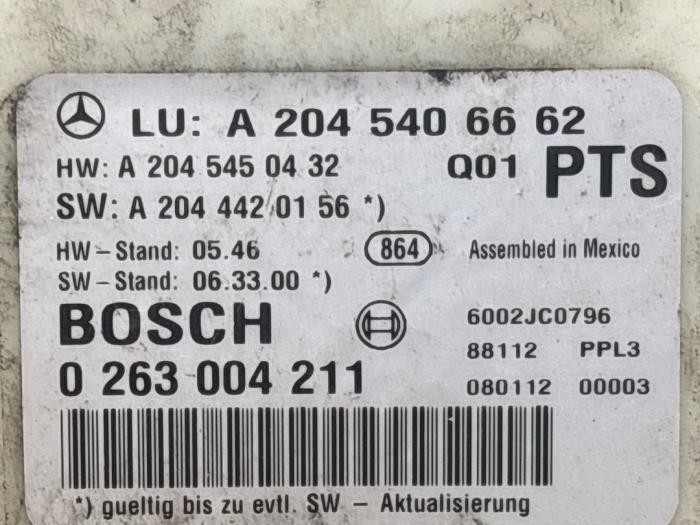 LU: A 204 540 66 62
HW: A 204 545 04 32 Q01 PTS
SW: A 204 442 01 56 *)
HW-Stand: 05.46 864 Assembled in Mexico
SW-Stand: 06.33.00 *)
BOSCH 6002JC0796
88112 PPL3
0 263 004 211 080112 00003
*) gueltig bis zu evtl. SW - Aktualisierung